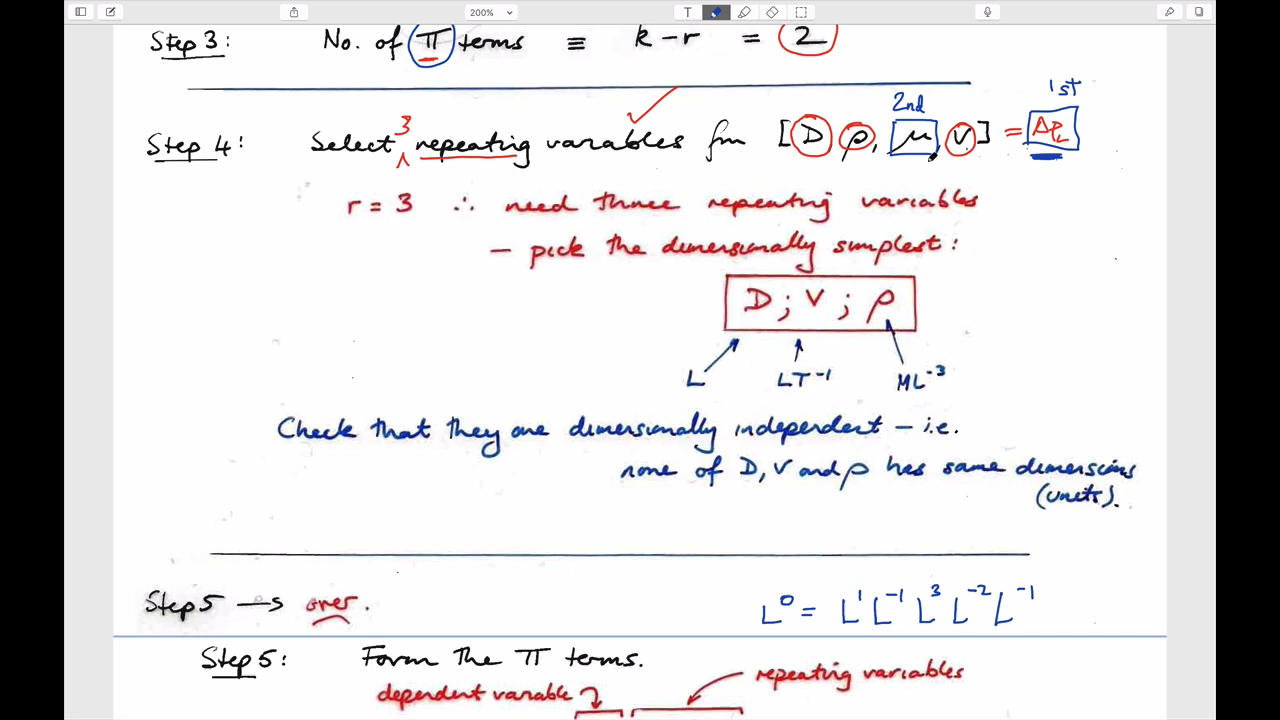 200%
T
Step 3: No. of π terms ≡ k-r = 2
1st
2nd
3
Select repeating variables fm [D ρ, μ, V] = ΔP_L
Step 4:
r = 3 ∴ need three repeating variables
- pick the dimensionally simplest:
D ; V ; ρ
L LT⁻¹ ML⁻³
Check that they are dimensionally independent - i.e.
none of D, V and ρ has same dimensions
(units).
Step 5 → over.
L⁰ = L¹ L⁻¹ L³ L⁻² L⁻¹
Step 5: Form the π terms.
repeating variables
dependent variable